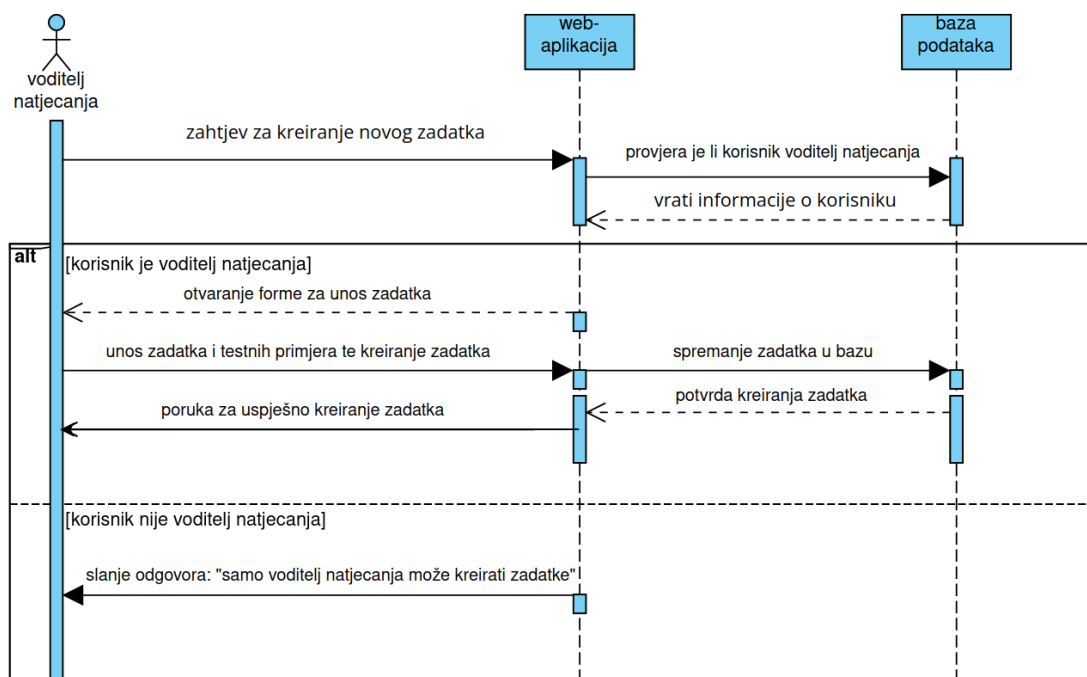 voditelj
natjecanja
web-
aplikacija
baza
podataka
zahtjev za kreiranje novog zadatka
provjera je li korisnik voditelj natjecanja
vrati informacije o korisniku
alt
[korisnik je voditelj natjecanja]
otvaranje forme za unos zadatka
unos zadatka i testnih primjera te kreiranje zadatka
spremanje zadatka u bazu
potvrda kreiranja zadatka
poruka za uspješno kreiranje zadatka
[korisnik nije voditelj natjecanja]
slanje odgovora: "samo voditelj natjecanja može kreirati zadatke"